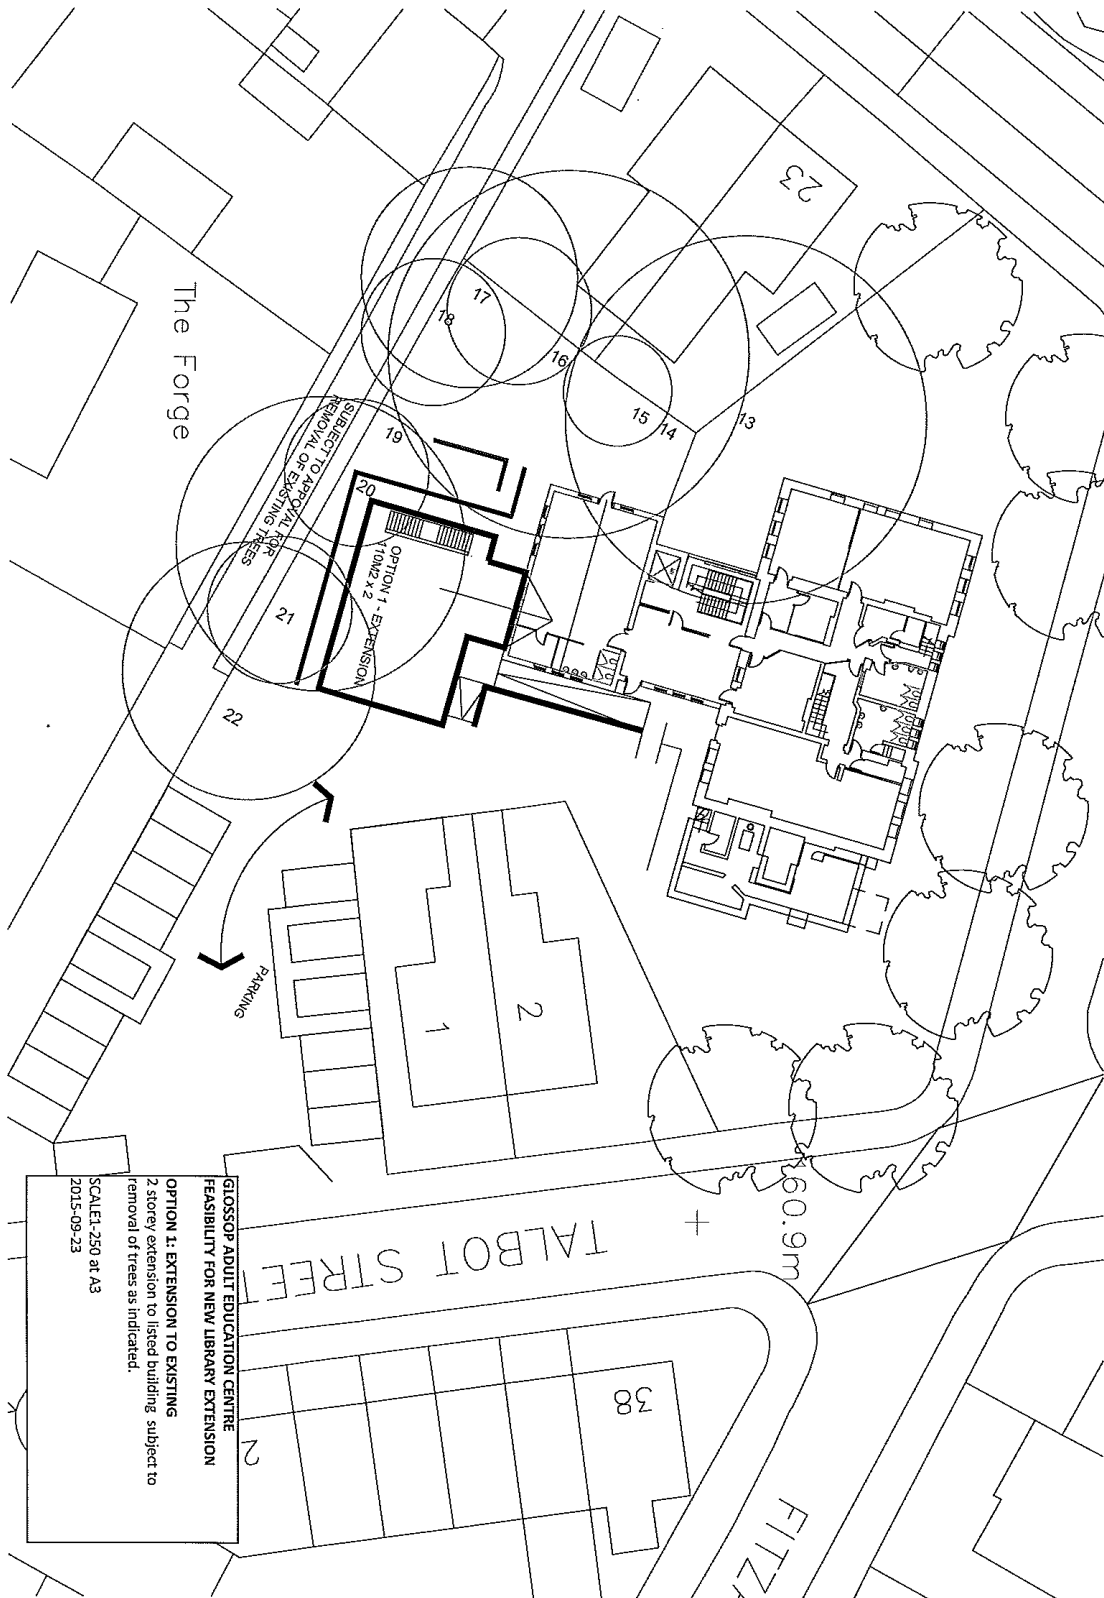 23
The Forge
17
18
16
15
14
13
19
20
21
22
SUBJECT TO APPOVAL FOR
REMOVAL OF EXISTING TREES
OPTION 1 - EXTENSION
110M2 x 2
PARKING
1
2
160.9m
TALBOT STREET
38
2
FITZA
GLOSSOP ADULT EDUCATION CENTRE
FEASIBILITY FOR NEW LIBRARY EXTENSION
OPTION 1: EXTENSION TO EXISTING
2 storey extension to listed building subject to
removal of trees as indicated.
SCALE1-250 at A3
2015-09-23